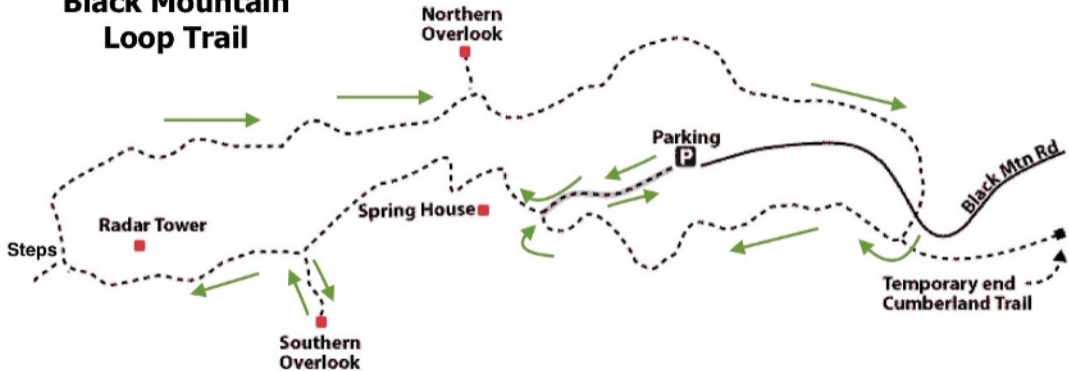 Black Mountain
Loop Trail
Northern
Overlook
Parking
P
Black Mtn Rd
Spring House
Radar Tower
Steps
Temporary end
Cumberland Trail
Southern
Overlook